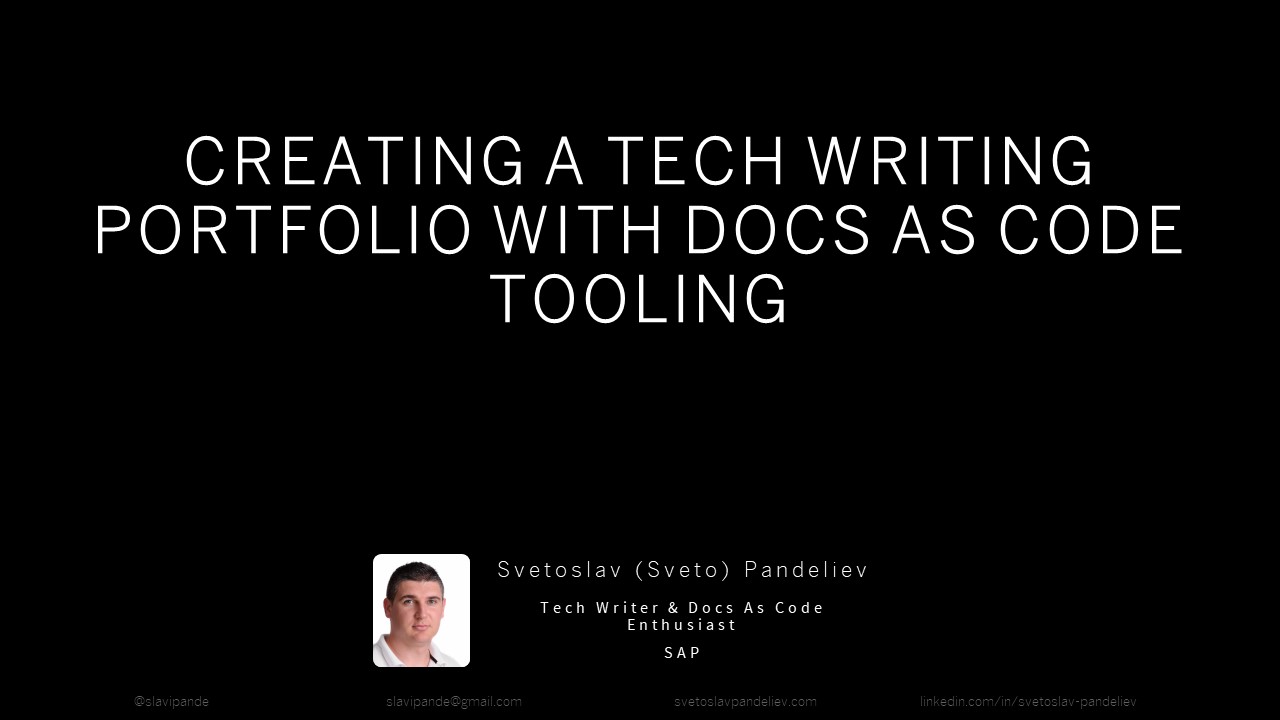 CREATING A TECH WRITING
PORTFOLIO WITH DOCS AS CODE
TOOLING
Svetoslav (Sveto) Pandeliev
Tech Writer & Docs As Code
Enthusiast
SAP
@slavipande slavipande@gmail.com svetoslavpandeliev.com linkedin.com/in/svetoslav-pandeliev